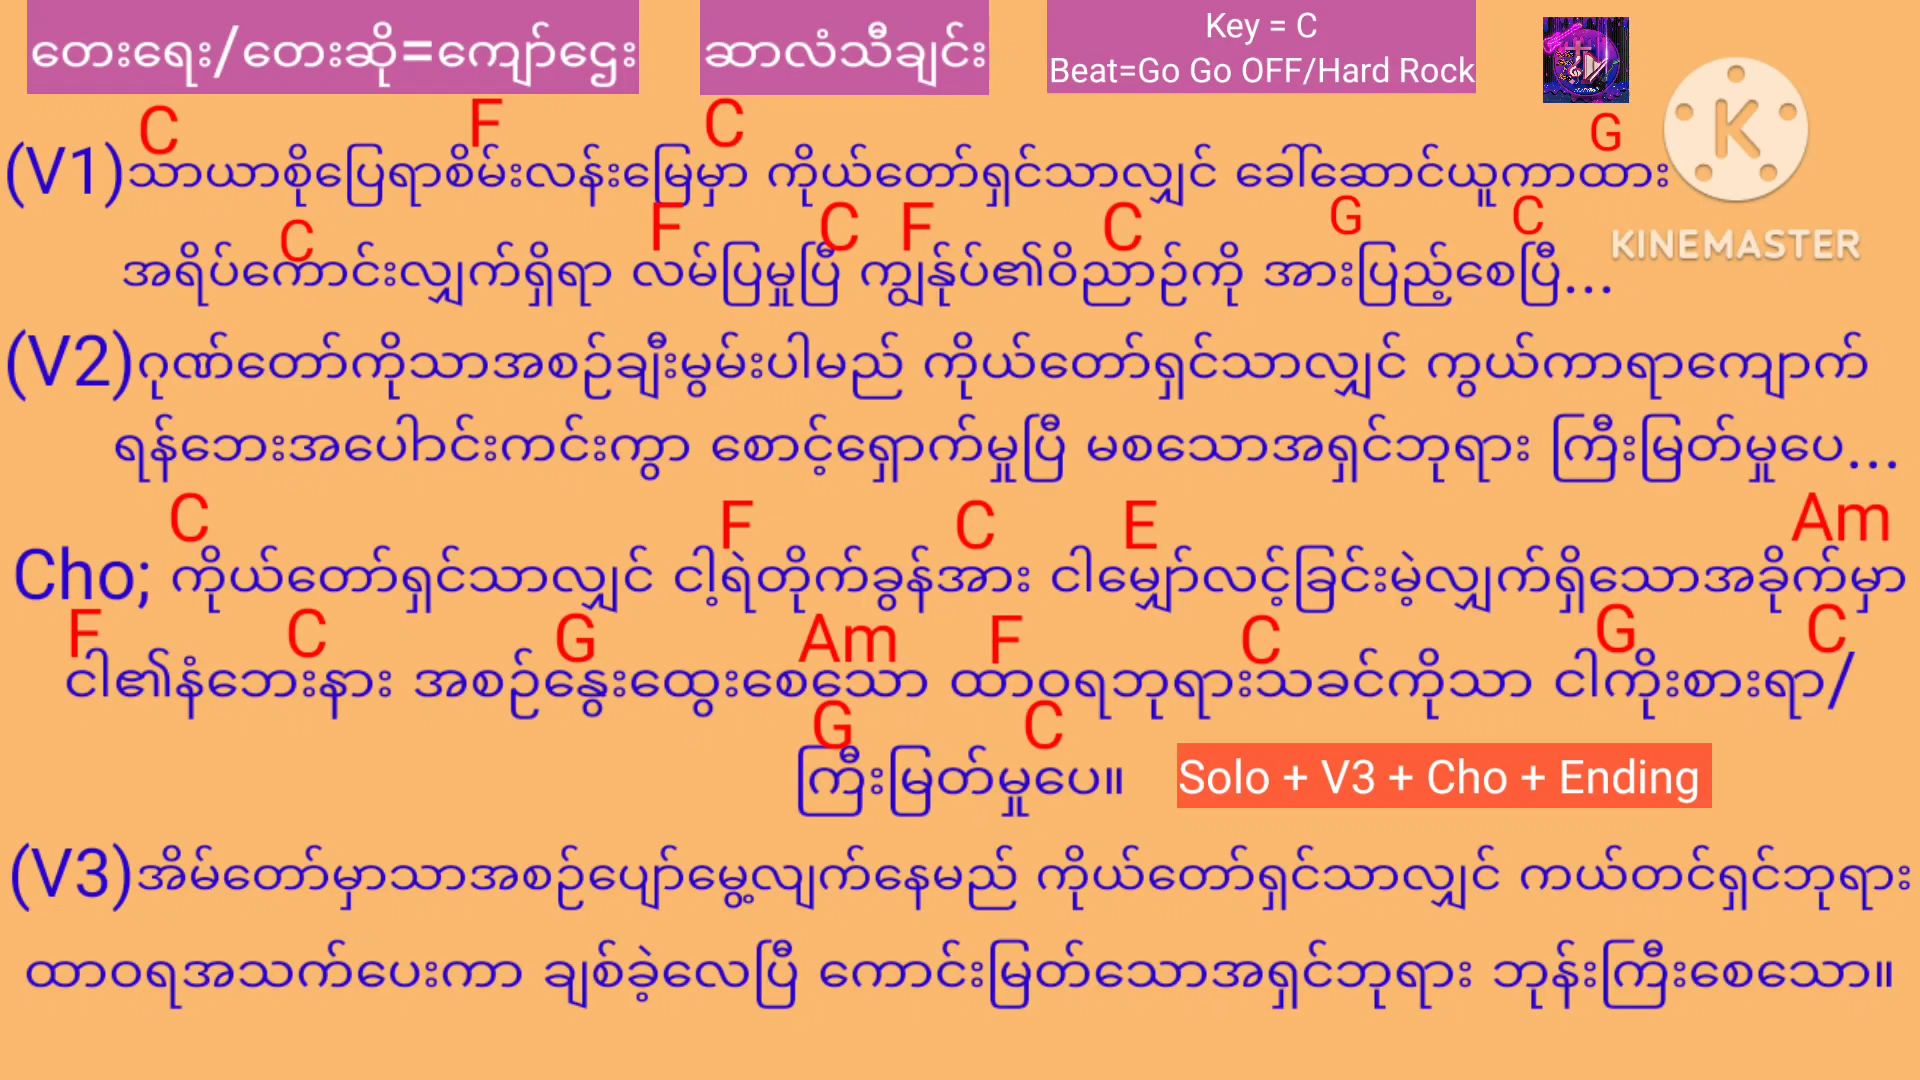 တေးရေး/တေးဆို=ကျော်ဌေး
ဆာလံသီချင်း
Key = C
Beat=Go Go OFF/Hard Rock
K
KINEMASTER
C F C G
(V1)သာယာစိုပြေရာစိမ်းလန်းမြေမှာ ကိုယ်တော်ရှင်သာလျှင် ခေါ်ဆောင်ယူကာထား
C F C F C G C
အရိပ်ကောင်းလျှက်ရှိရာ လမ်ပြမှုပြီ ကျွန်ုပ်၏ဝိညာဉ်ကို အားပြည့်စေပြီ...
(V2)ဂုဏ်တော်ကိုသာအစဉ်ချီးမွမ်းပါမည် ကိုယ်တော်ရှင်သာလျှင် ကွယ်ကာရာကျောက်
ရန်ဘေးအပေါင်းကင်းကွာ စောင့်ရှောက်မှုပြီ မစသောအရှင်ဘုရား ကြီးမြတ်မှုပေ...
C F C E Am
Cho; ကိုယ်တော်ရှင်သာလျှင် ငါ့ရဲတိုက်ခွန်အား ငါမျှော်လင့်ခြင်းမဲ့လျှက်ရှိသောအခိုက်မှာ
F C G Am F C G C
ငါ၏နံဘေးနား အစဉ်နွေးထွေးစေသော ထာဝရဘုရားသခင်ကိုသာ ငါကိုးစားရာ/
G C
ကြီးမြတ်မှုပေ။
Solo + V3 + Cho + Ending
(V3)အိမ်တော်မှာသာအစဉ်ပျော်မွေ့လျက်နေမည် ကိုယ်တော်ရှင်သာလျှင် ကယ်တင်ရှင်ဘုရား
ထာဝရအသက်ပေးကာ ချစ်ခဲ့လေပြီ ကောင်းမြတ်သောအရှင်ဘုရား ဘုန်းကြီးစေသော။